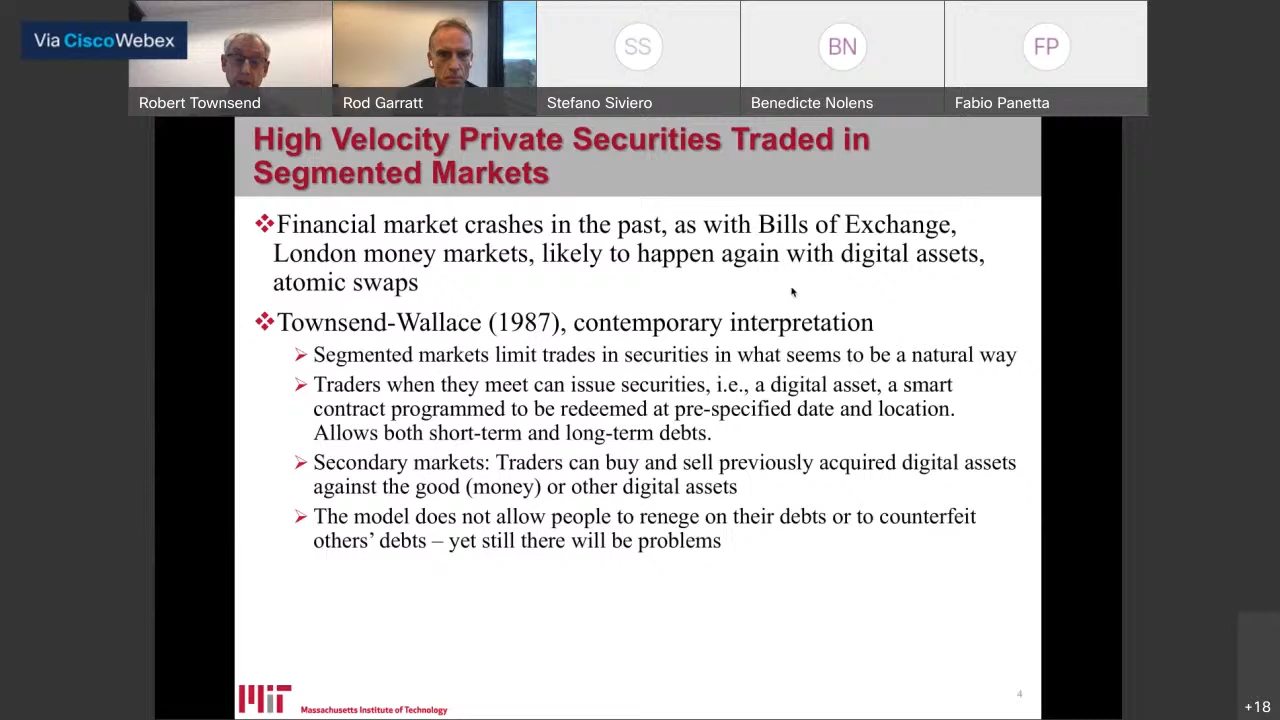 Via CiscoWebex
SS
BN
FP
Robert Townsend
Rod Garratt
Stefano Siviero
Benedicte Nolens
Fabio Panetta
High Velocity Private Securities Traded in
Segmented Markets
Financial market crashes in the past, as with Bills of Exchange,
London money markets, likely to happen again with digital assets,
atomic swaps
Townsend-Wallace (1987), contemporary interpretation
Segmented markets limit trades in securities in what seems to be a natural way
Traders when they meet can issue securities, i.e., a digital asset, a smart
contract programmed to be redeemed at pre-specified date and location.
Allows both short-term and long-term debts.
Secondary markets: Traders can buy and sell previously acquired digital assets
against the good (money) or other digital assets
The model does not allow people to renege on their debts or to counterfeit
others’ debts – yet still there will be problems
MIT
Massachusetts Institute of Technology
4
+18